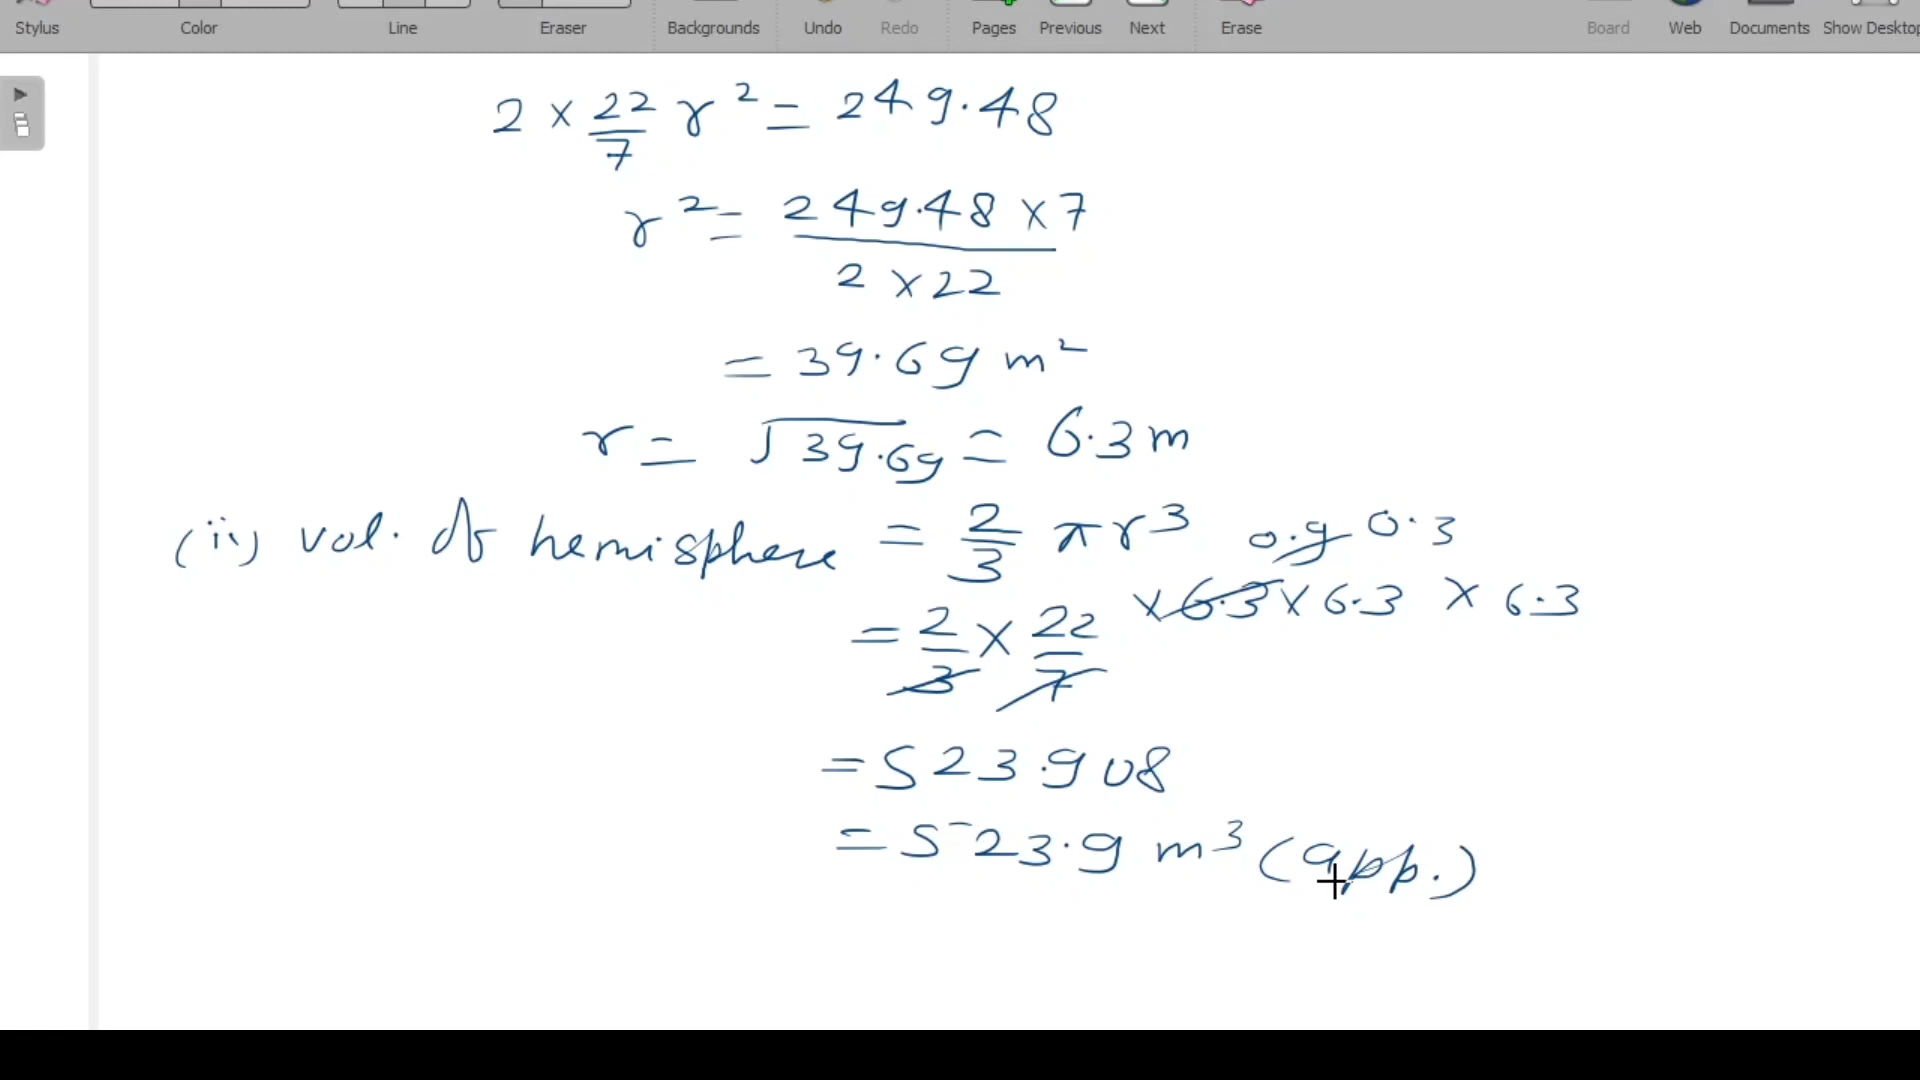 Stylus Color Line Eraser Backgrounds Undo Redo Pages Previous Next Erase Board Web Documents Show Desktop
2 × 22/7 r² = 249.48
r² = 249.48 × 7 / 2 × 22
= 39.69 m²
r = √39.69 = 6.3 m
(ii) vol. of hemisphere = 2/3 πr³ 0.9 0.3
= 2/3 × 22/7 × 6.3 × 6.3 × 6.3
= 523.908
= 523.9 m³ (app.)